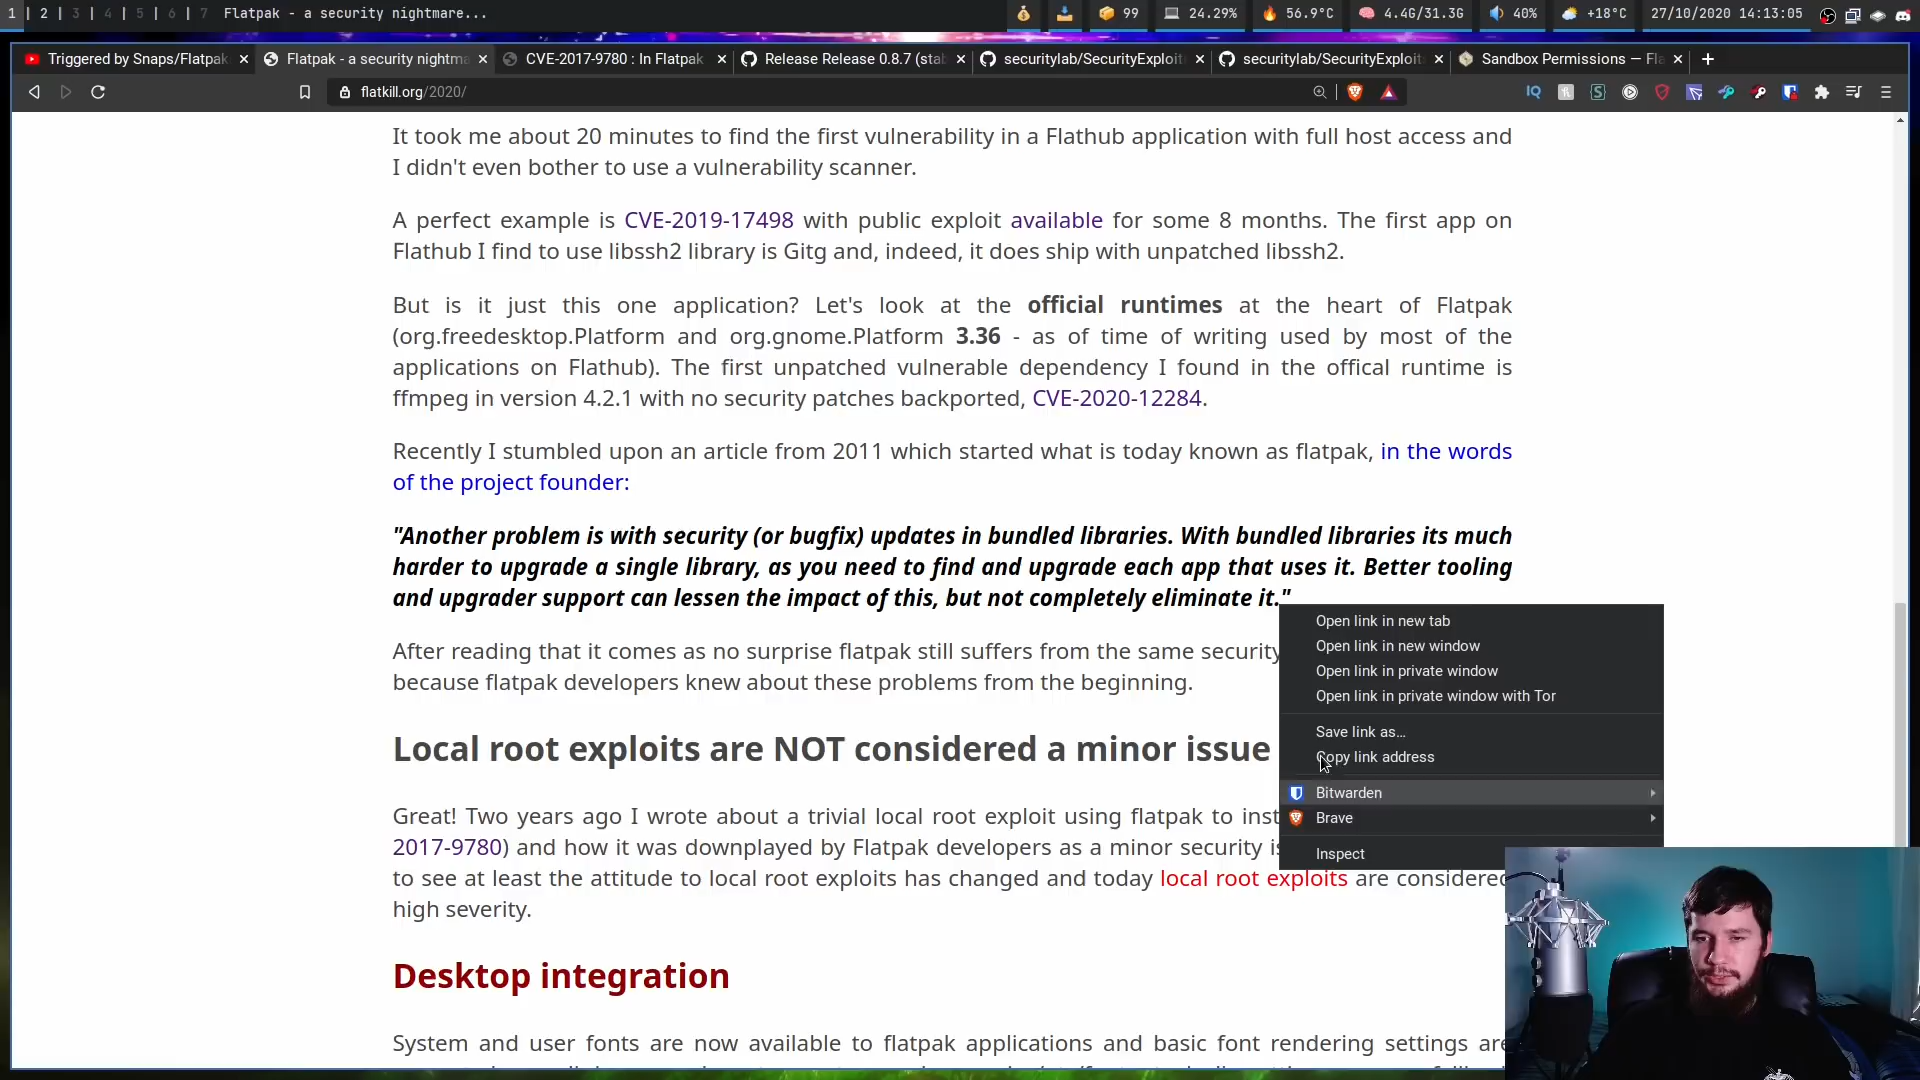 1 | 2 | 3 | 4 | 5 | 6 | 7 Flatpak - a security nightmare... 99 24.29% 56.9°C 4.4G/31.3G 40% +18°C 27/10/2020 14:13:05
Triggered by Snaps/Flatpak Flatpak - a security nightma CVE-2017-9780 : In Flatpak Release Release 0.8.7 (stab securitylab/SecurityExploit securitylab/SecurityExploit Sandbox Permissions — Fla
flatkill.org/2020/
It took me about 20 minutes to find the first vulnerability in a Flathub application with full host access and
I didn't even bother to use a vulnerability scanner.
A perfect example is CVE-2019-17498 with public exploit available for some 8 months. The first app on
Flathub I find to use libssh2 library is Gitg and, indeed, it does ship with unpatched libssh2.
But is it just this one application? Let's look at the official runtimes at the heart of Flatpak
(org.freedesktop.Platform and org.gnome.Platform 3.36 - as of time of writing used by most of the
applications on Flathub). The first unpatched vulnerable dependency I found in the offical runtime is
ffmpeg in version 4.2.1 with no security patches backported, CVE-2020-12284.
Recently I stumbled upon an article from 2011 which started what is today known as flatpak, in the words
of the project founder:
"Another problem is with security (or bugfix) updates in bundled libraries. With bundled libraries its much
harder to upgrade a single library, as you need to find and upgrade each app that uses it. Better tooling
and upgrader support can lessen the impact of this, but not completely eliminate it."
After reading that it comes as no surprise flatpak still suffers from the same security
because flatpak developers knew about these problems from the beginning.
Local root exploits are NOT considered a minor issue
Great! Two years ago I wrote about a trivial local root exploit using flatpak to inst
2017-9780) and how it was downplayed by Flatpak developers as a minor security is
to see at least the attitude to local root exploits has changed and today local root exploits are considered
high severity.
Desktop integration
System and user fonts are now available to flatpak applications and basic font rendering settings are
Open link in new tab
Open link in new window
Open link in private window
Open link in private window with Tor
Save link as…
Copy link address
Bitwarden
Brave
Inspect